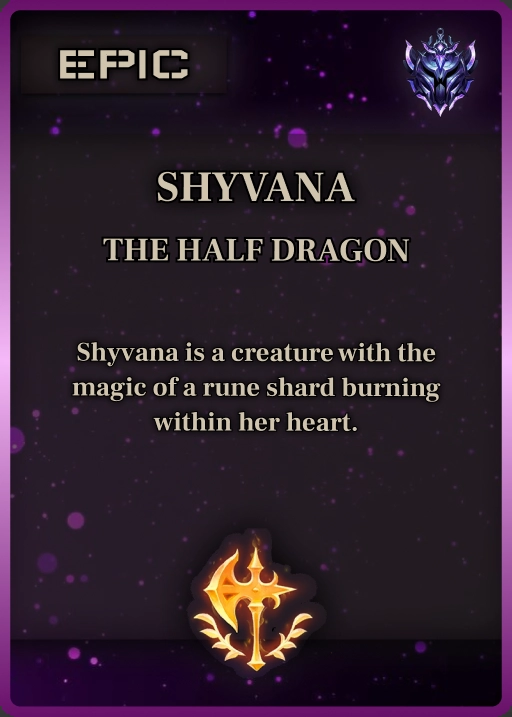 EPIC
SHYVANA
THE HALF DRAGON
Shyvana is a creature with the
magic of a rune shard burning
within her heart.